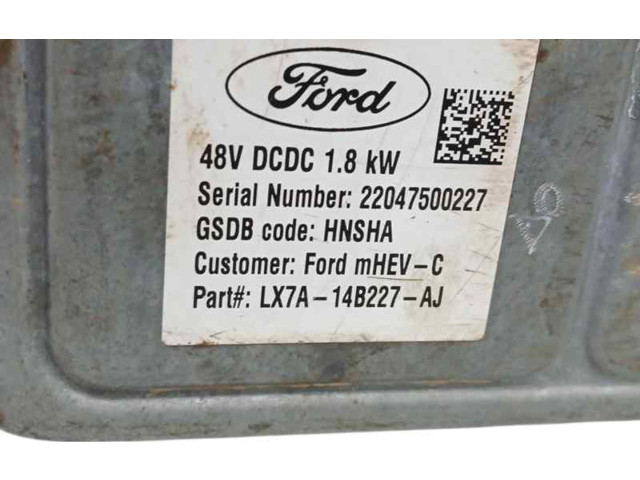 Ford
48V DCDC 1.8 kW
Serial Number: 22047500227
GSDB code: HNSHA
Customer: Ford mHEV-C
Part#: LX7A-14B227-AJ